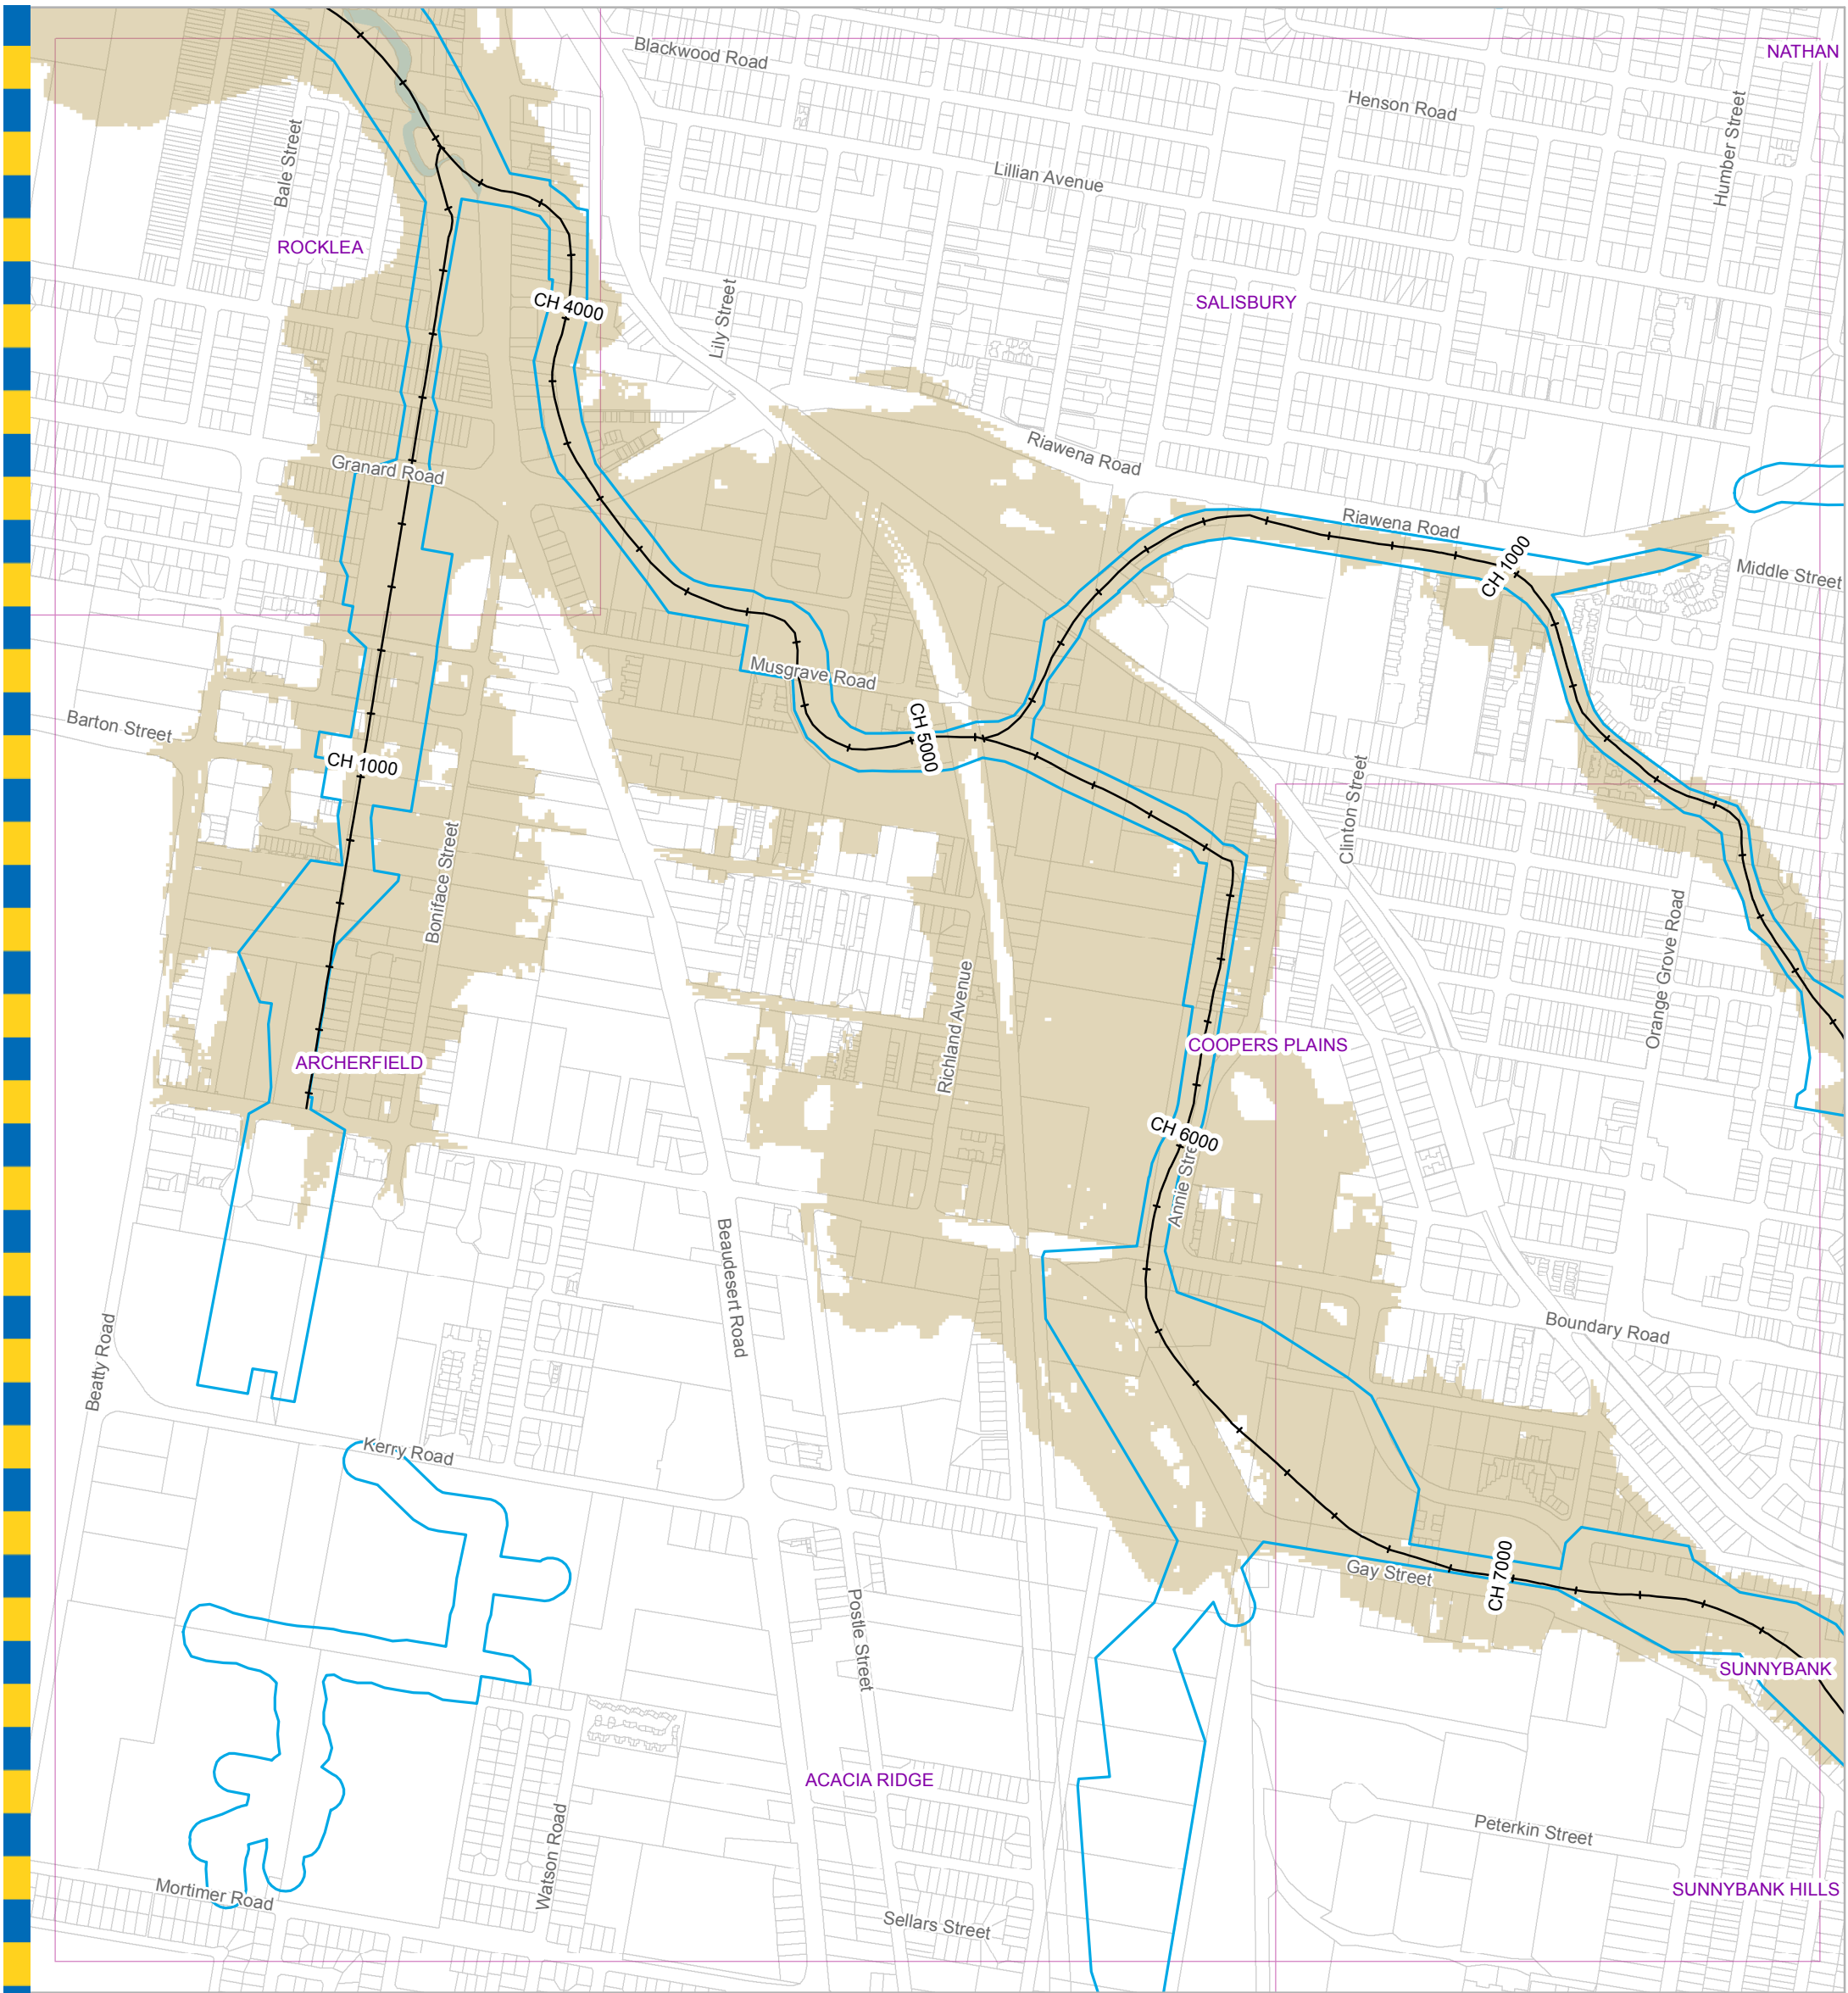 Blackwood Road
NATHAN
Henson Road
Humber Street
Bale Street
Lillian Avenue
ROCKLEA
SALISBURY
CH 4000
Lily Street
Riawena Road
Granard Road
Riawena Road
CH 1000
Middle Street
Musgrave Road
Barton Street
CH 5000
CH 1000
Clinton Street
Boniface Street
Orange Grove Road
Richland Avenue
COOPERS PLAINS
ARCHERFIELD
CH 6000
Annie Street
Beaudesert Road
Boundary Road
Beatty Road
Kerry Road
Gay Street
CH 7000
Postle Street
SUNNYBANK
ACACIA RIDGE
Peterkin Street
Watson Road
SUNNYBANK HILLS
Mortimer Road
Sellars Street